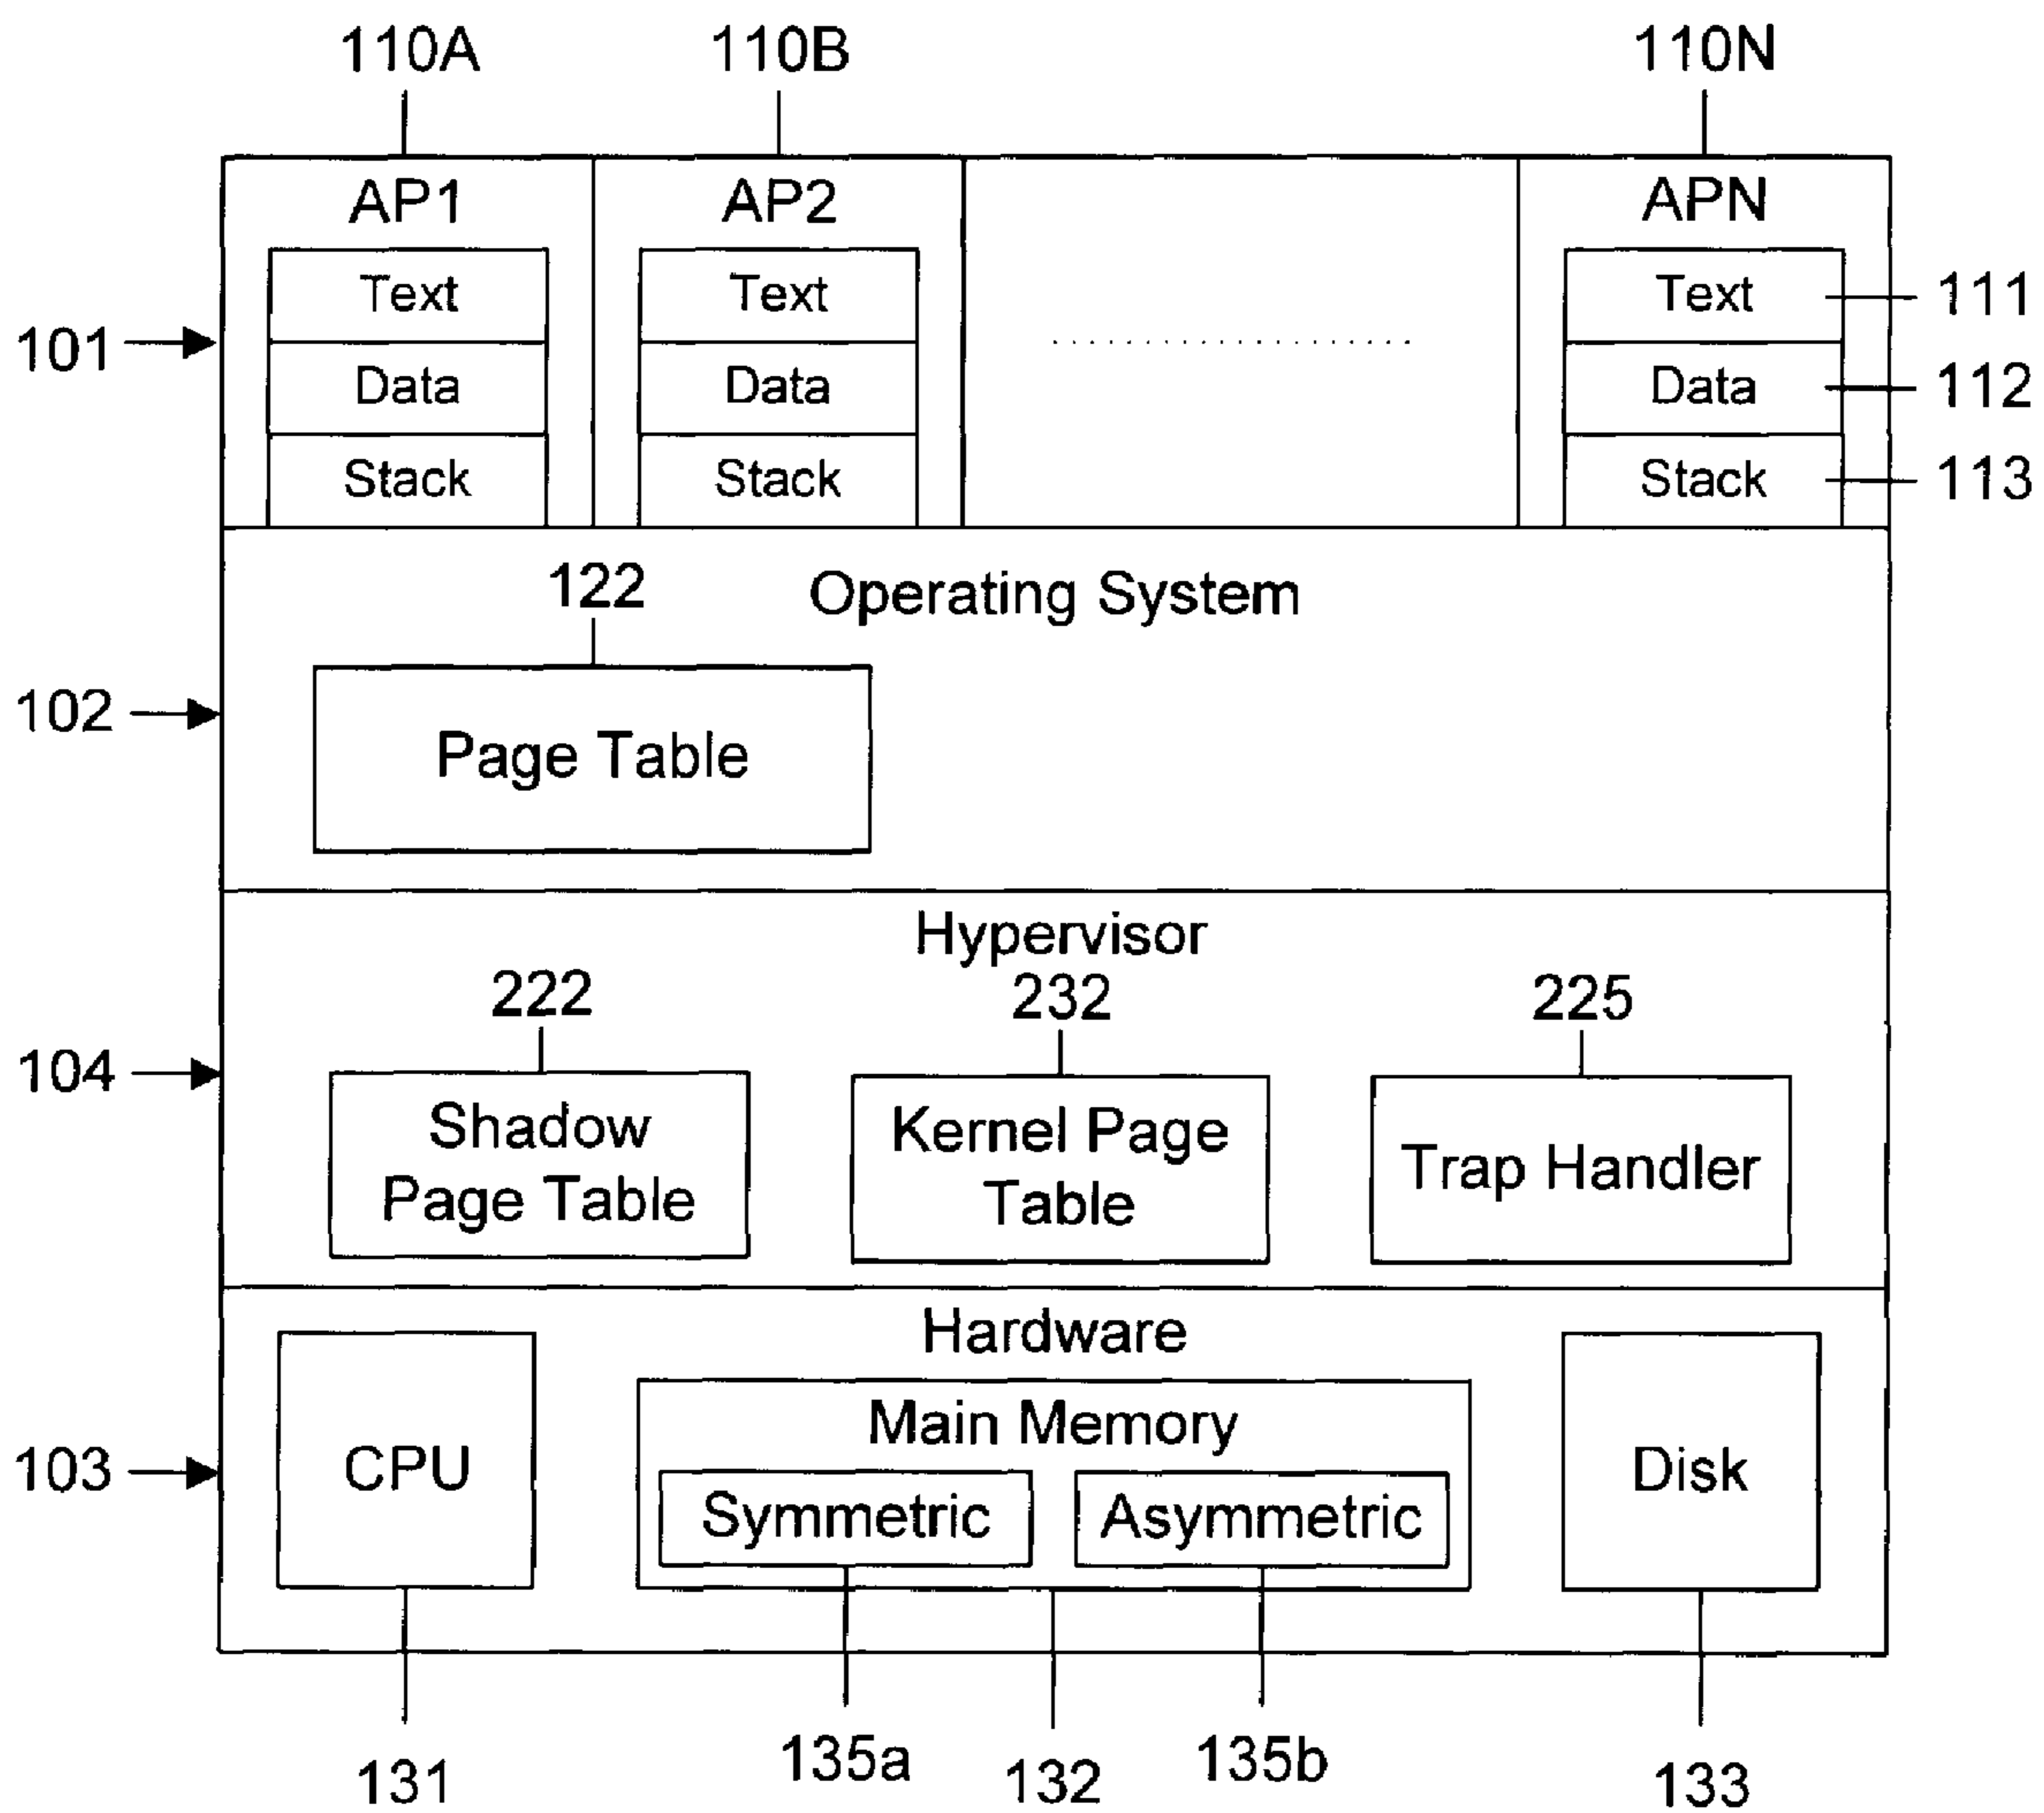 110A 110B 110N
AP1 AP2 APN
Text Text Text 111
101
Data Data Data 112
Stack Stack Stack 113
122 Operating System
102
Page Table
Hypervisor
222 232 225
104
Shadow Page Table
Kernel Page Table
Trap Handler
Hardware
103
CPU
Main Memory
Symmetric Asymmetric
Disk
131 135a 132 135b 133